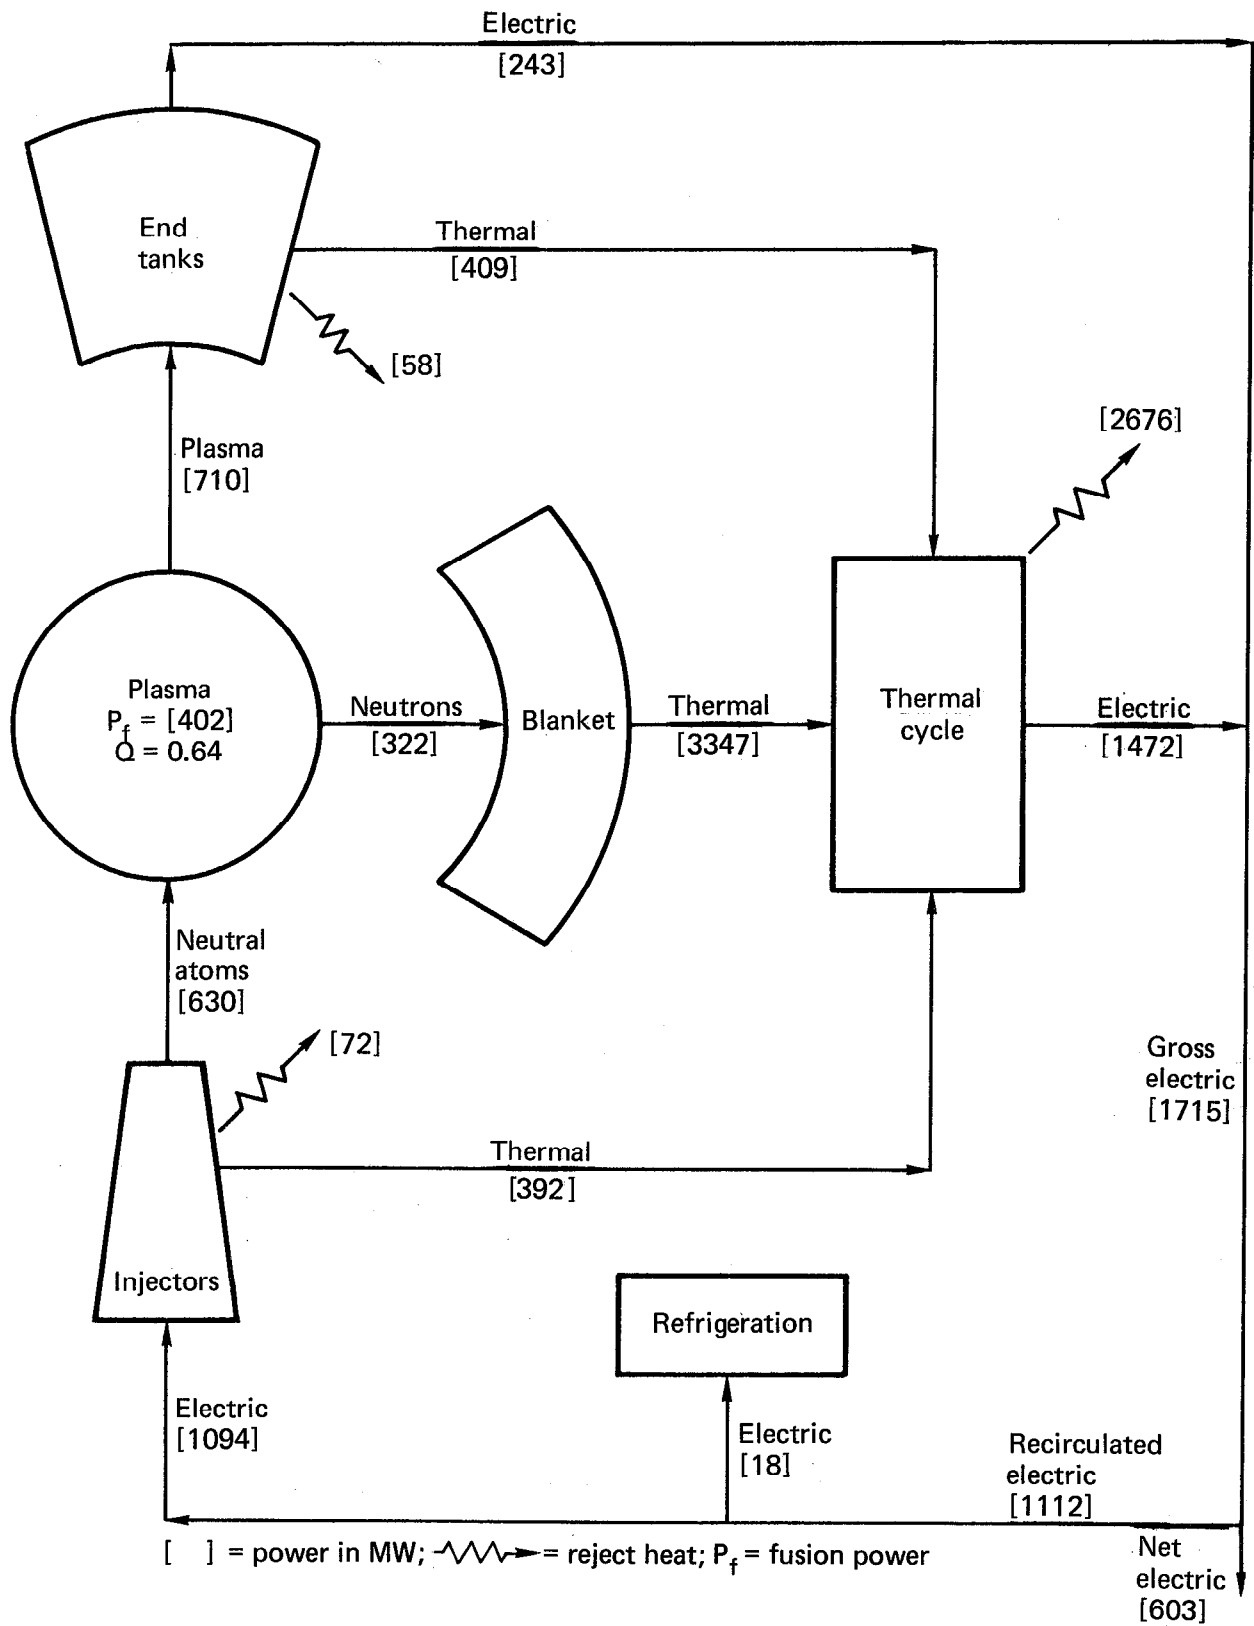 Electric
[243]
End
tanks
Thermal
[409]
[58]
[2676]
Plasma
[710]
Plasma
Pf = [402]
Q = 0.64
Neutrons
[322]
Blanket
Thermal
[3347]
Thermal
cycle
Electric
[1472]
Neutral
atoms
[630]
[72]
Gross
electric
[1715]
Thermal
[392]
Injectors
Refrigeration
Electric
[1094]
Electric
[18]
Recirculated
electric
[1112]
[ ] = power in MW; = reject heat; Pf = fusion power
Net
electric
[603]